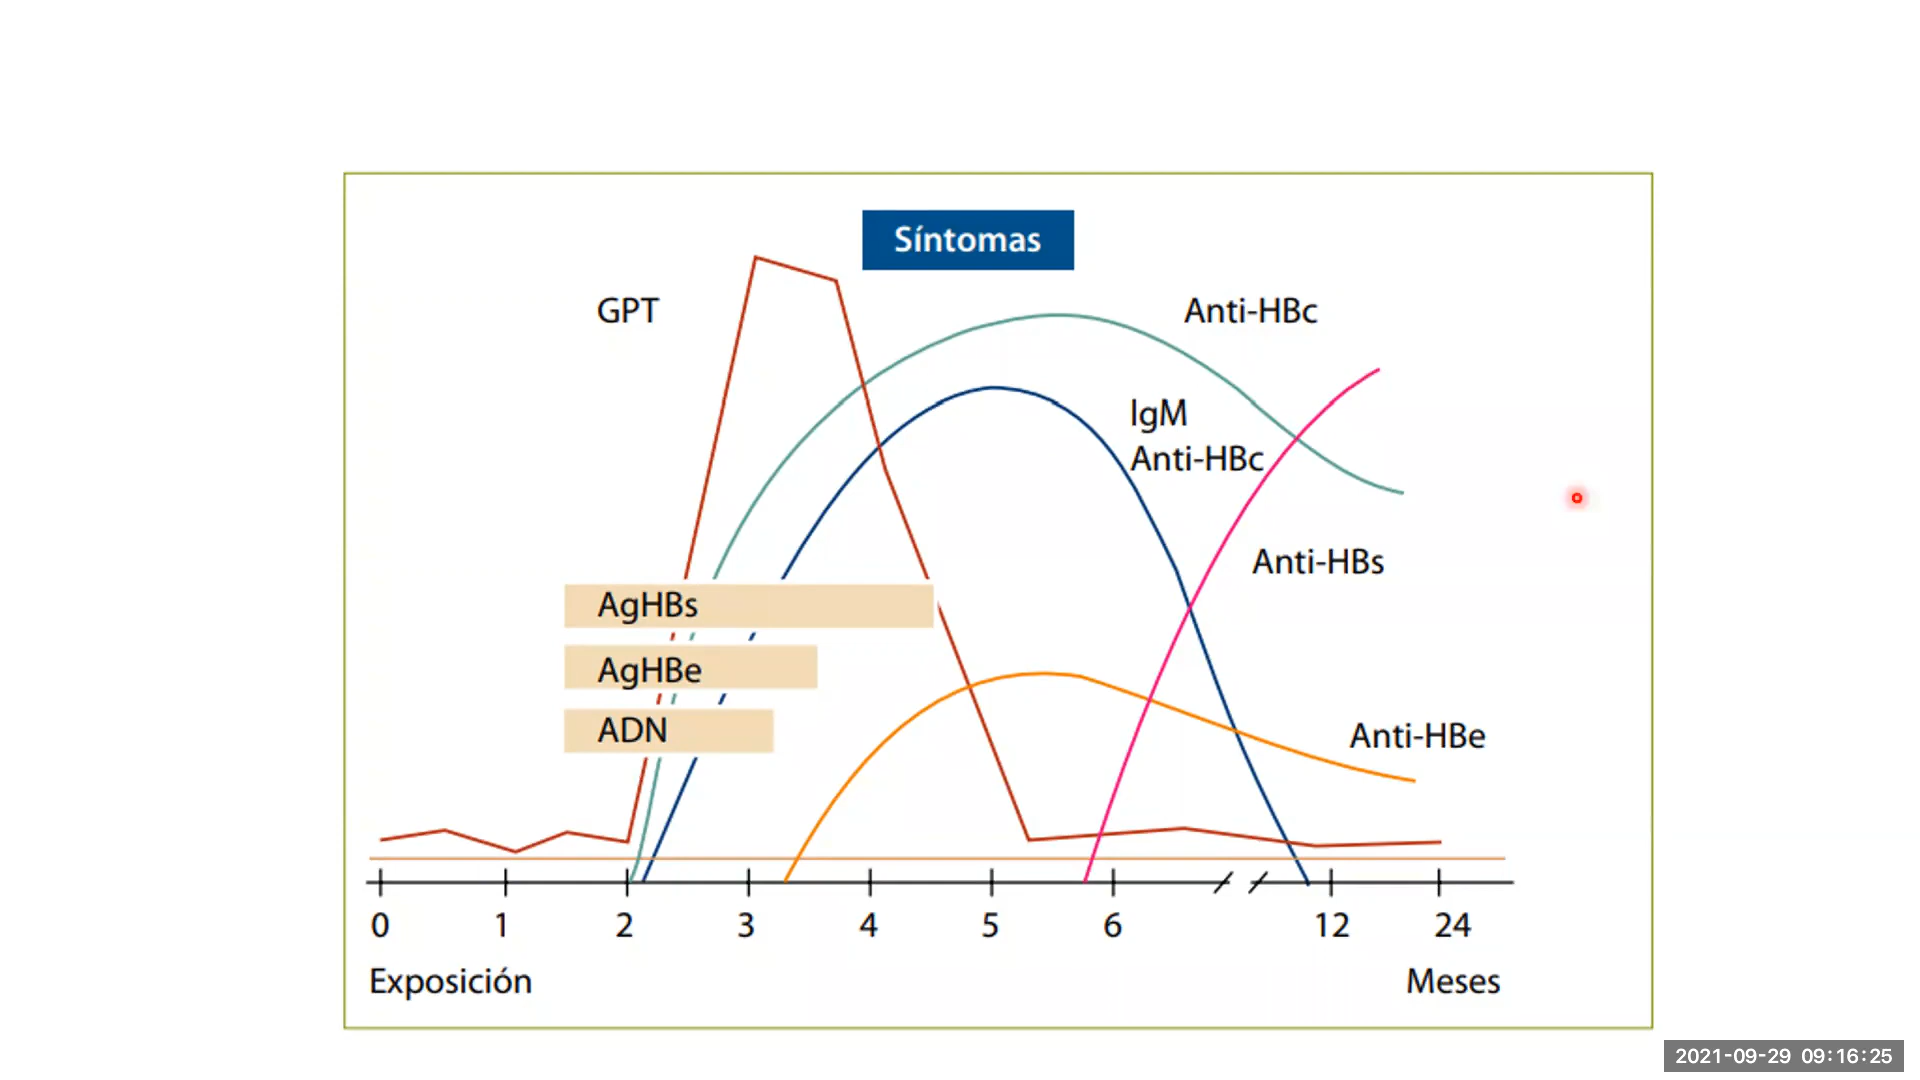 Síntomas
GPT
Anti-HBc
IgM
Anti-HBc
Anti-HBs
AgHBs
AgHBe
ADN
Anti-HBe
0 1 2 3 4 5 6 12 24
Exposición Meses
2021-09-29 09:16:25